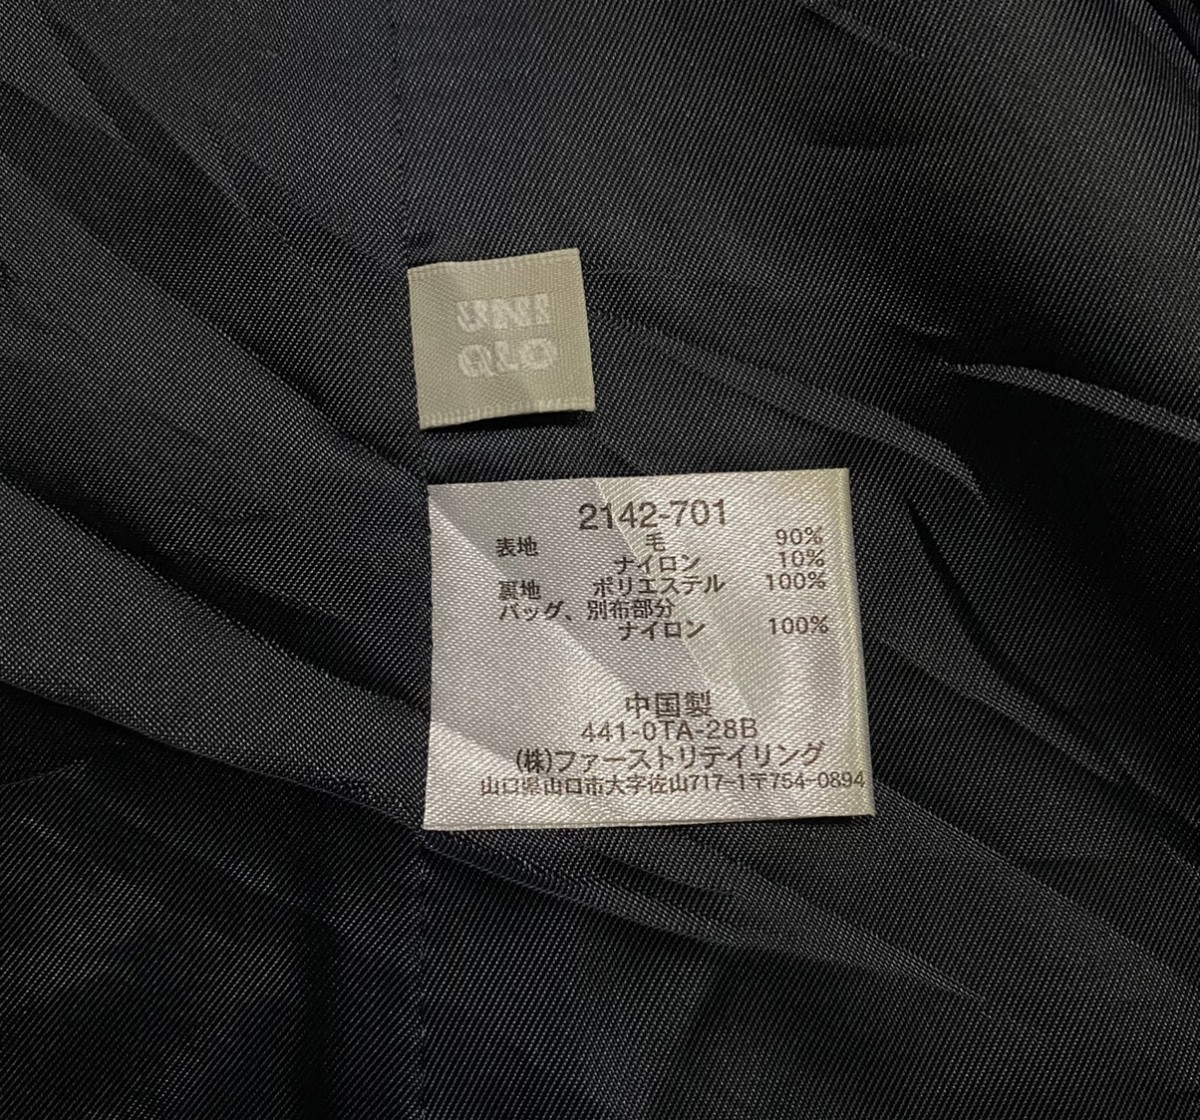 UNI
QLO
2142-701
表地 毛 90%
ナイロン 10%
裏地 ポリエステル 100%
バッグ、別布部分
ナイロン 100%
中国製
441-0TA-28B
(株)ファーストリテイリング
山口県山口市大字佐山717-1〒754-0894